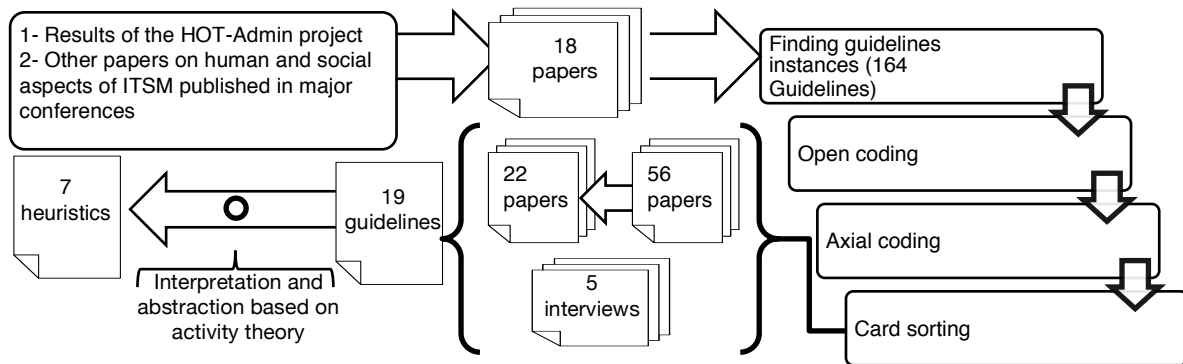 1- Results of the HOT-Admin project
2- Other papers on human and social
aspects of ITSM published in major
conferences
18
papers
Finding guidelines
instances (164
Guidelines)
Open coding
Axial coding
Card sorting
56
papers
22
papers
5
interviews
19
guidelines
Interpretation and
abstraction based on
activity theory
7
heuristics